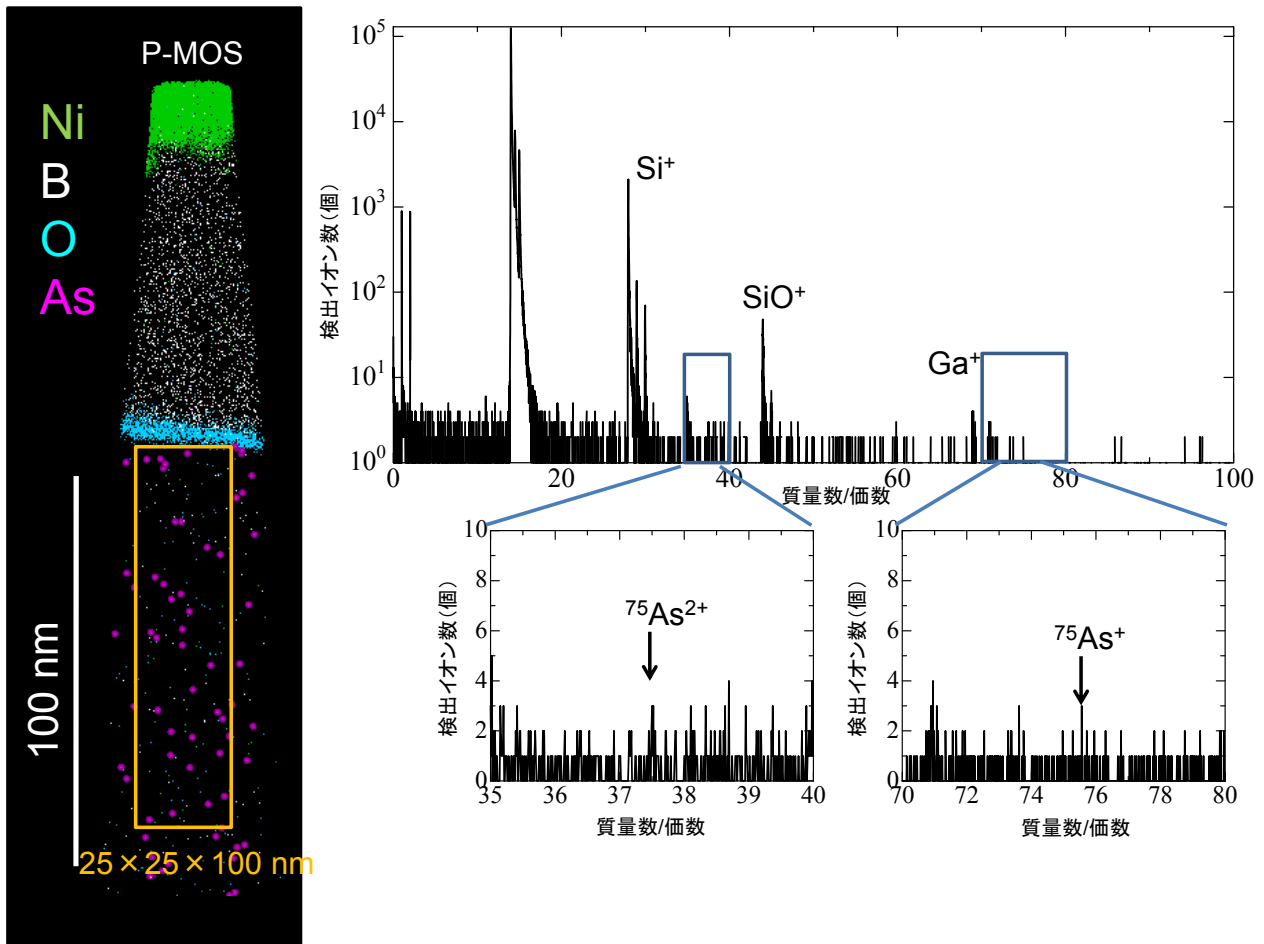 P-MOS
Ni
B
O
As
100 nm
25×25×100 nm
検出イオン数(個)
10⁵
10⁴
10³
10²
10¹
10⁰
Si⁺
SiO⁺
Ga⁺
0 20 40 60 80 100
質量数/価数
検出イオン数(個)
10
8
6
4
2
0
⁷⁵As²⁺
35 36 37 38 39 40
質量数/価数
検出イオン数(個)
10
8
6
4
2
0
⁷⁵As⁺
70 72 74 76 78 80
質量数/価数